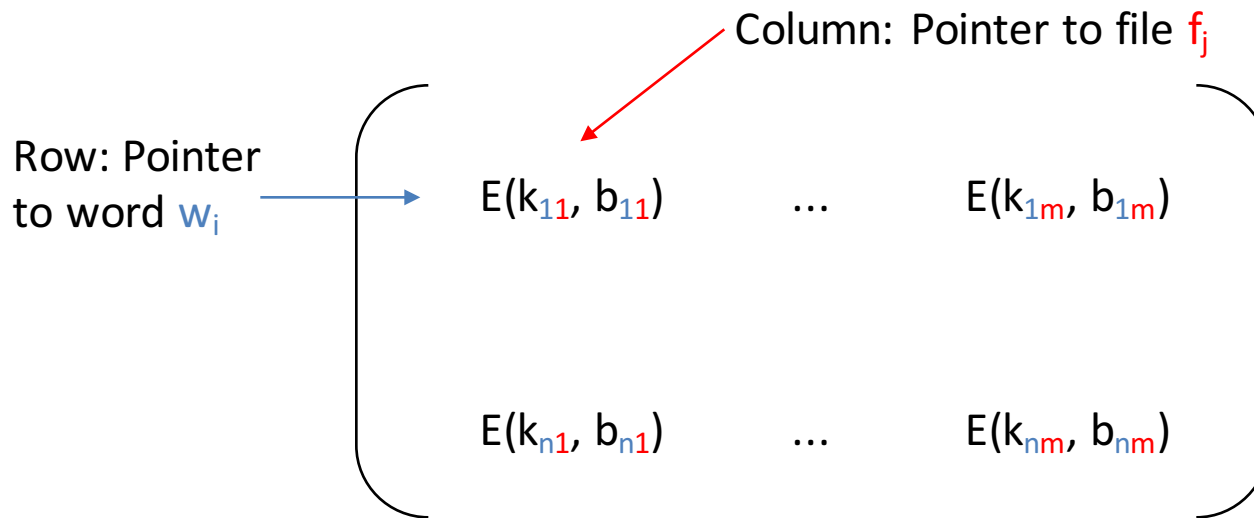 Column: Pointer to file fⱼ
Row: Pointer
to word wᵢ
E(k₁₁, b₁₁) ... E(k₁ₘ, b₁ₘ)
E(kₙ₁, bₙ₁) ... E(kₙₘ, bₙₘ)